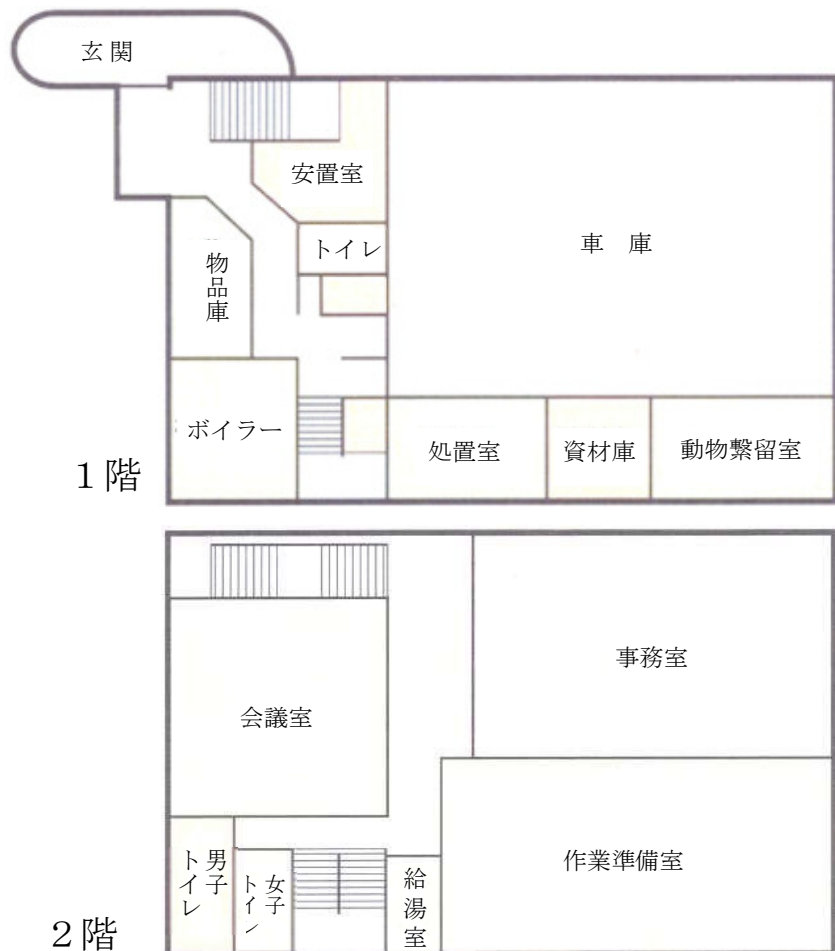 玄関
安置室
トイレ
車 庫
物品庫
ボイラー
処置室
資材庫
動物繋留室
1階
事務室
会議室
作業準備室
男子
トイレ
女子
トイレ
給湯室
2階